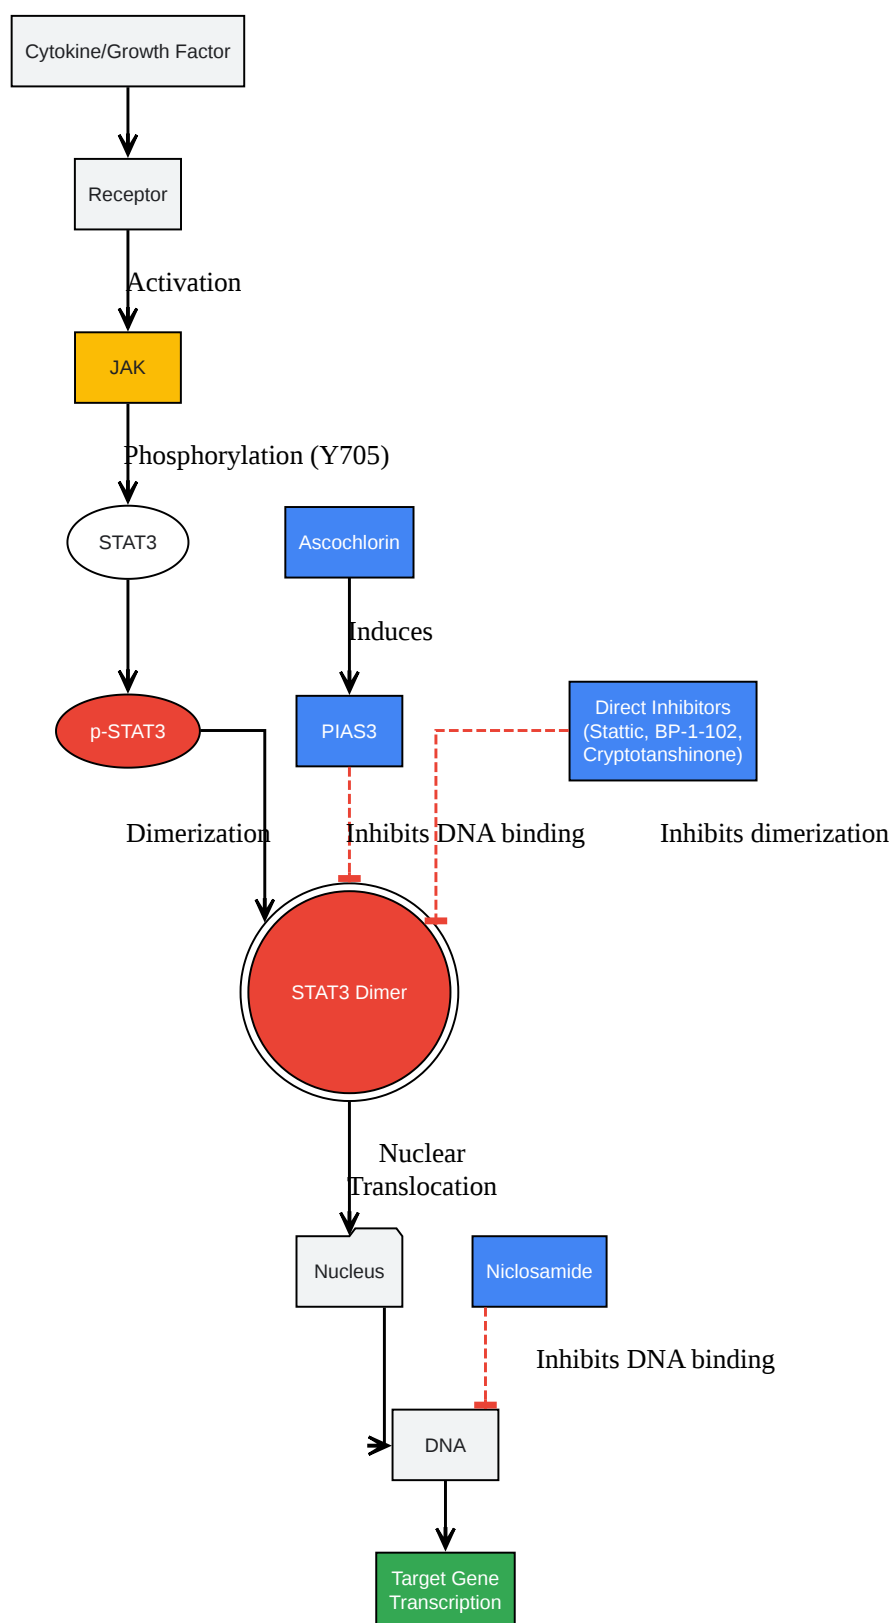 Cytokine/Growth Factor
Receptor
Activation
JAK
Phosphorylation (Y705)
STAT3
Ascochlorin
Induces
p-STAT3
PIAS3
Direct Inhibitors
(Stattic, BP-1-102,
Cryptotanshinone)
Dimerization
Inhibits DNA binding
Inhibits dimerization
STAT3 Dimer
Nuclear
Translocation
Nucleus
Niclosamide
Inhibits DNA binding
DNA
Target Gene
Transcription